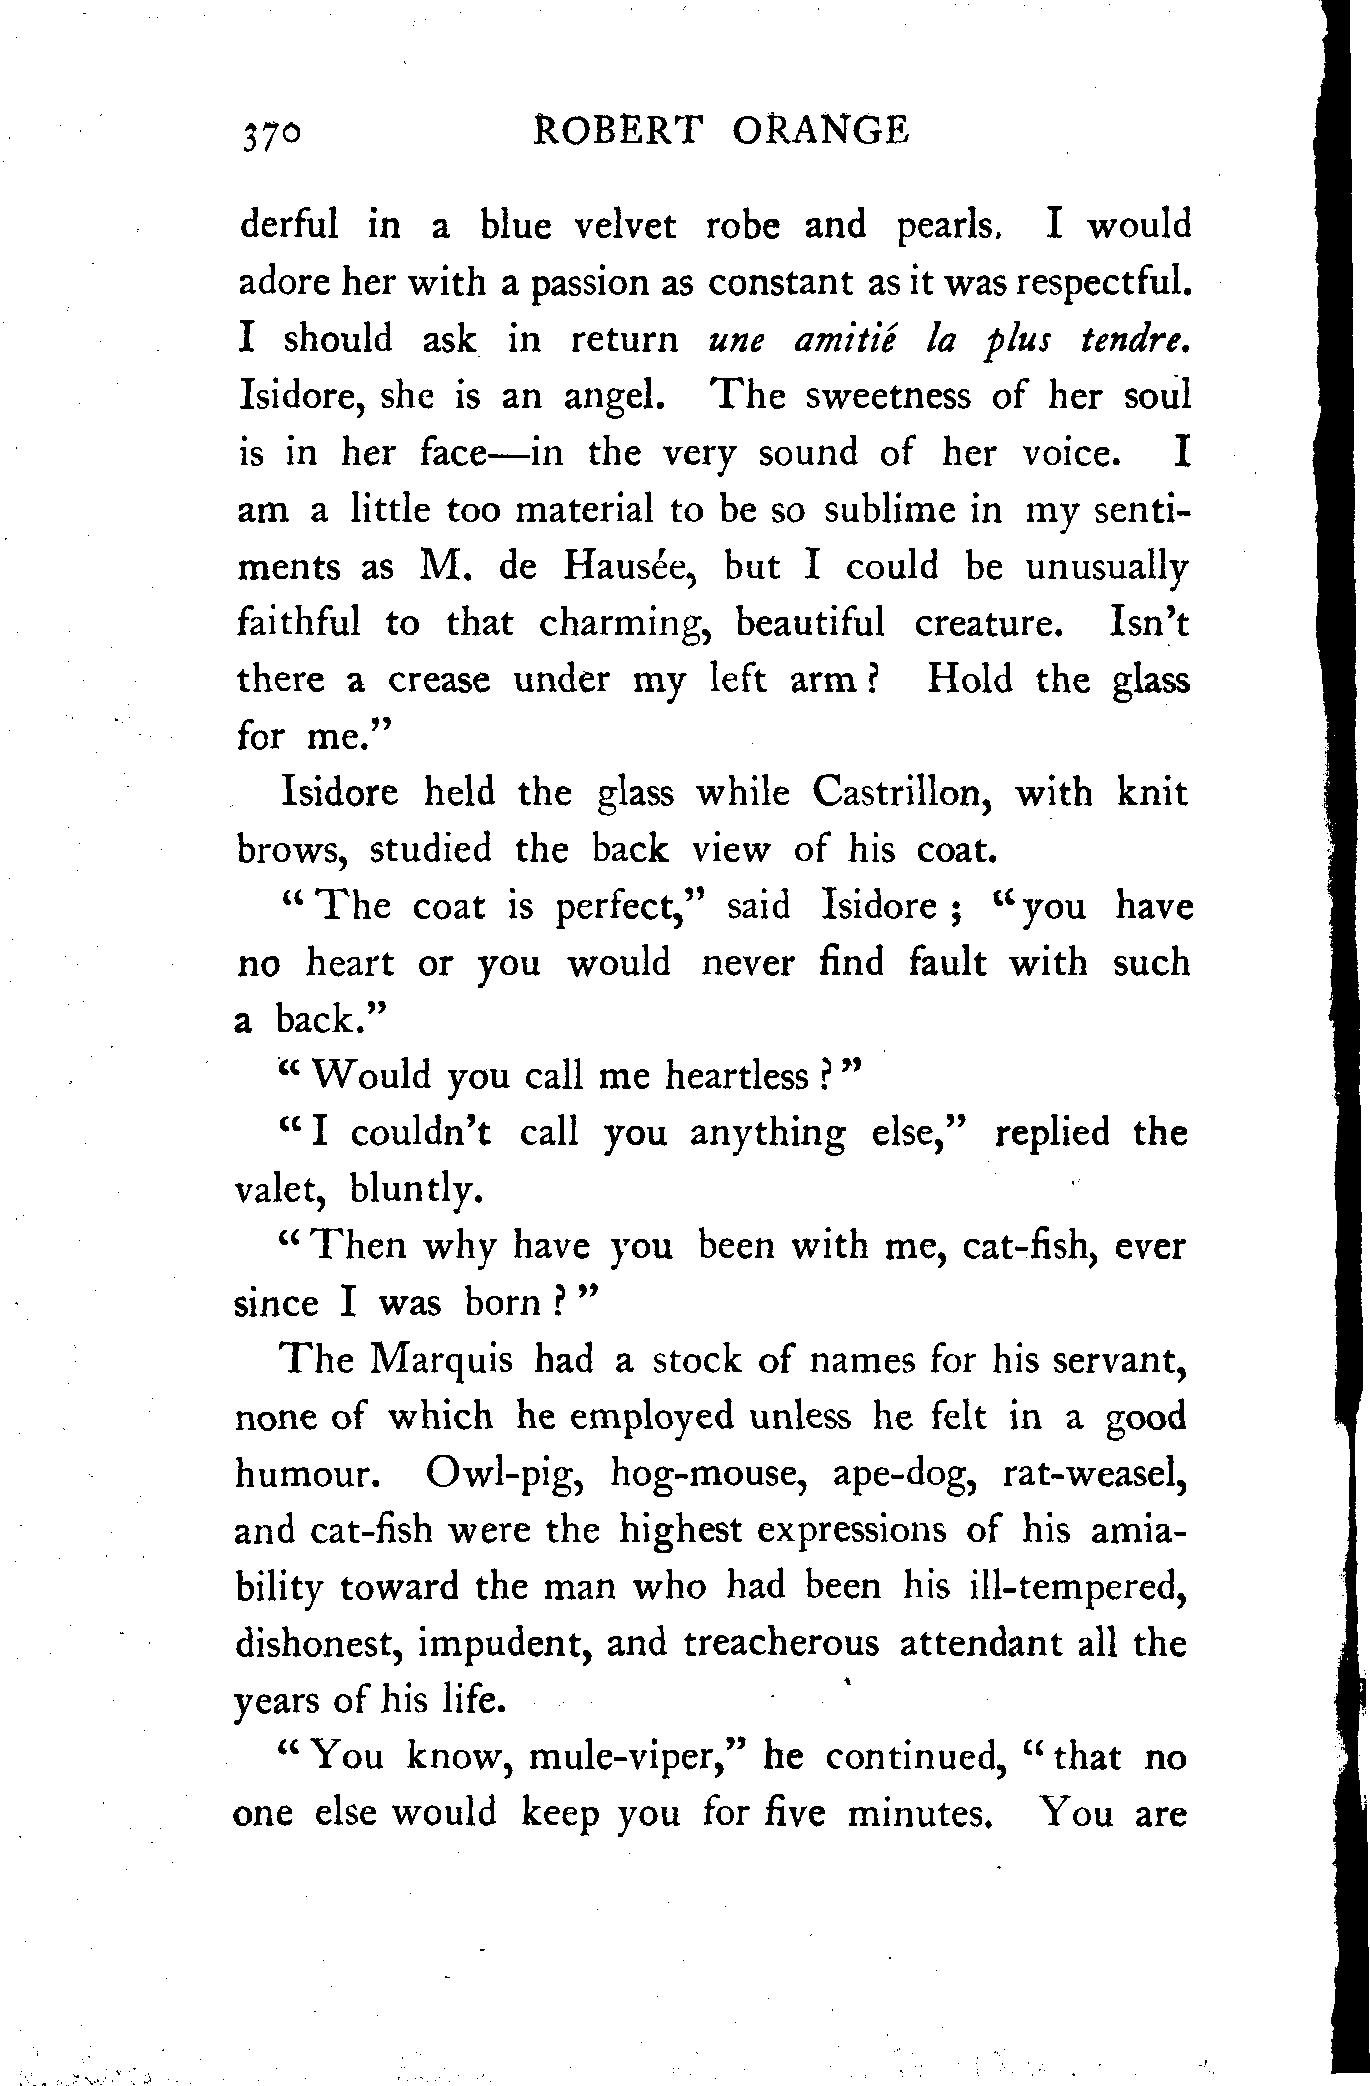 370 ROBERT ORANGE
derful in a blue velvet robe and pearls. I would
adore her with a passion as constant as it was respectful.
I should ask in return une amitié la plus tendre.
Isidore, she is an angel. The sweetness of her soul
is in her face—in the very sound of her voice. I
am a little too material to be so sublime in my senti-
ments as M. de Hausée, but I could be unusually
faithful to that charming, beautiful creature. Isn't
there a crease under my left arm? Hold the glass
for me."
Isidore held the glass while Castrillon, with knit
brows, studied the back view of his coat.
"The coat is perfect," said Isidore; "you have
no heart or you would never find fault with such
a back."
"Would you call me heartless?"
"I couldn't call you anything else," replied the
valet, bluntly.
"Then why have you been with me, cat-fish, ever
since I was born?"
The Marquis had a stock of names for his servant,
none of which he employed unless he felt in a good
humour. Owl-pig, hog-mouse, ape-dog, rat-weasel,
and cat-fish were the highest expressions of his amia-
bility toward the man who had been his ill-tempered,
dishonest, impudent, and treacherous attendant all the
years of his life.
"You know, mule-viper," he continued, "that no
one else would keep you for five minutes. You are